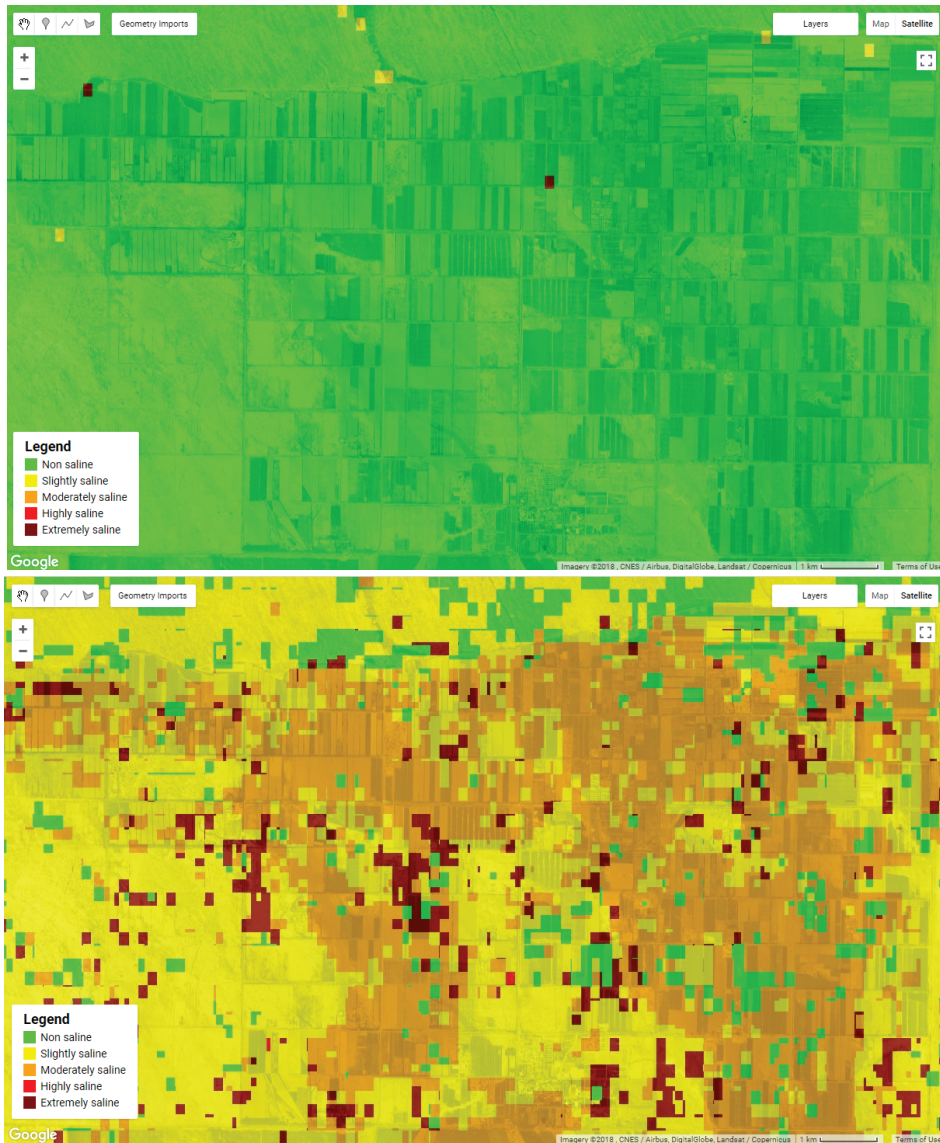 Geometry Imports
Layers
Map
Satellite
+
−
Legend
Non saline
Slightly saline
Moderately saline
Highly saline
Extremely saline
Google
Imagery ©2018 , CNES / Airbus, DigitalGlobe, Landsat / Copernicus
1 km
Terms of Use
Geometry Imports
Layers
Map
Satellite
+
−
Legend
Non saline
Slightly saline
Moderately saline
Highly saline
Extremely saline
Google
Imagery ©2018 , CNES / Airbus, DigitalGlobe, Landsat / Copernicus
1 km
Terms of Use